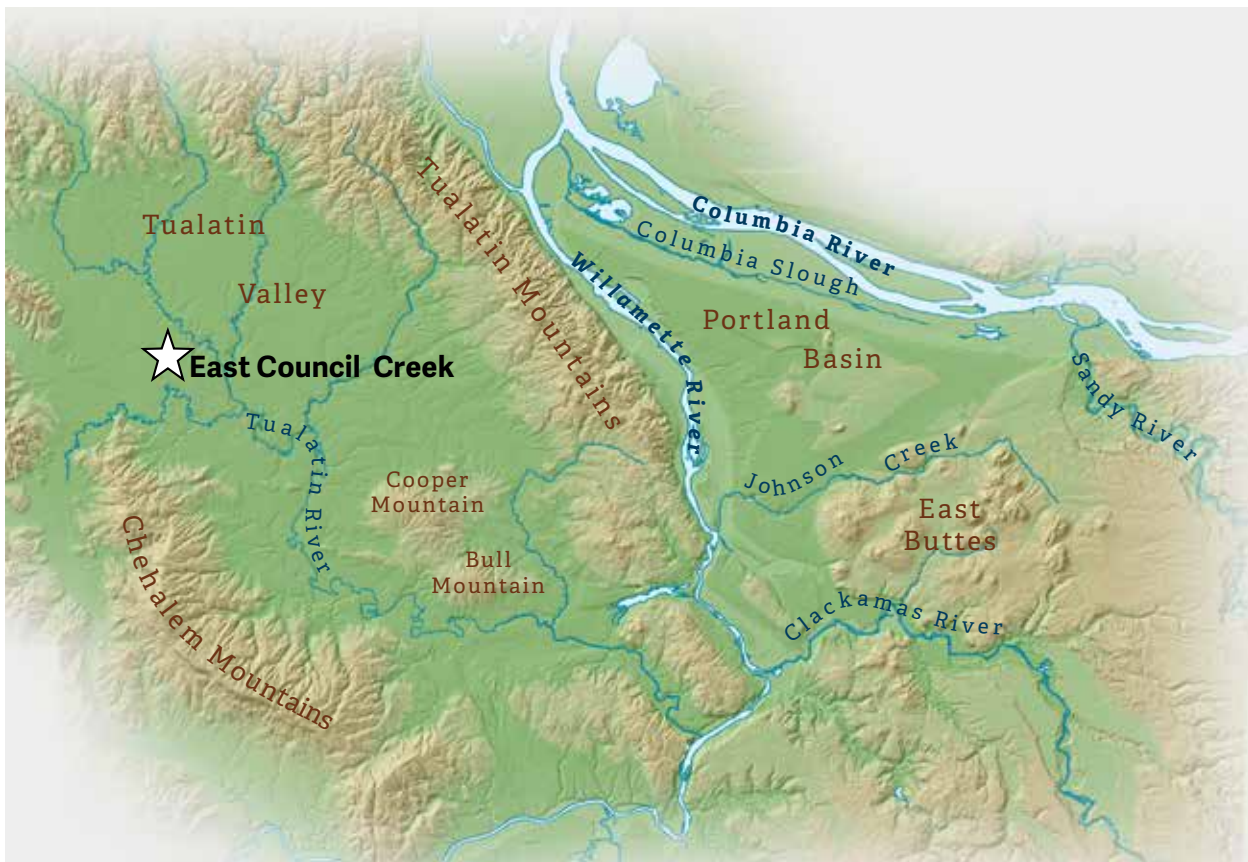 Tualatin
Valley
Tualatin Mountains
Columbia River
Columbia Slough
Willamette River
Portland
Basin
East Council Creek
Sandy River
Tualatin River
Johnson Creek
Cooper
Mountain
East
Buttes
Bull
Mountain
Chehalem Mountains
Clackamas River